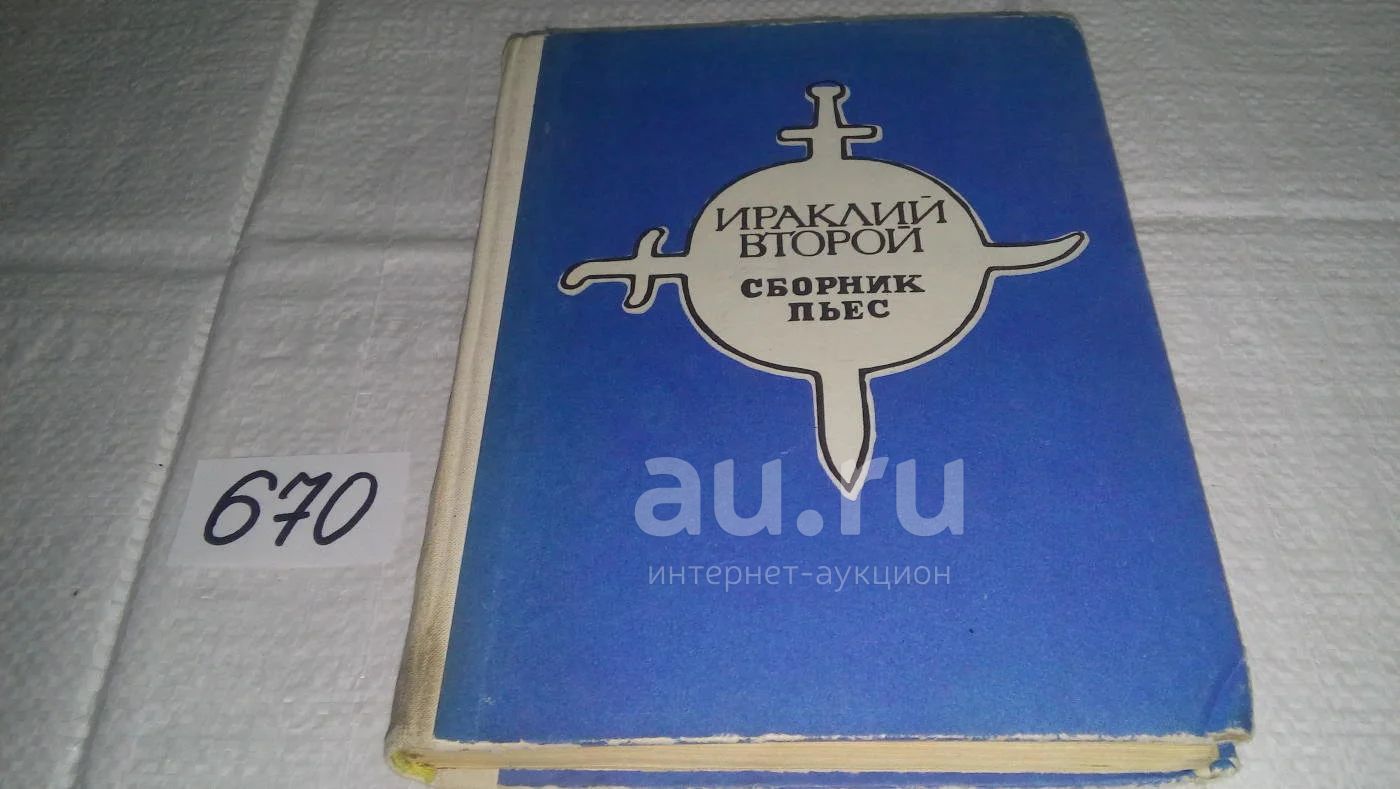 ИРАКЛИЙ
ВТОРОЙ
СБОРНИК
ПЬЕС
670
au.ru
интернет-аукцион